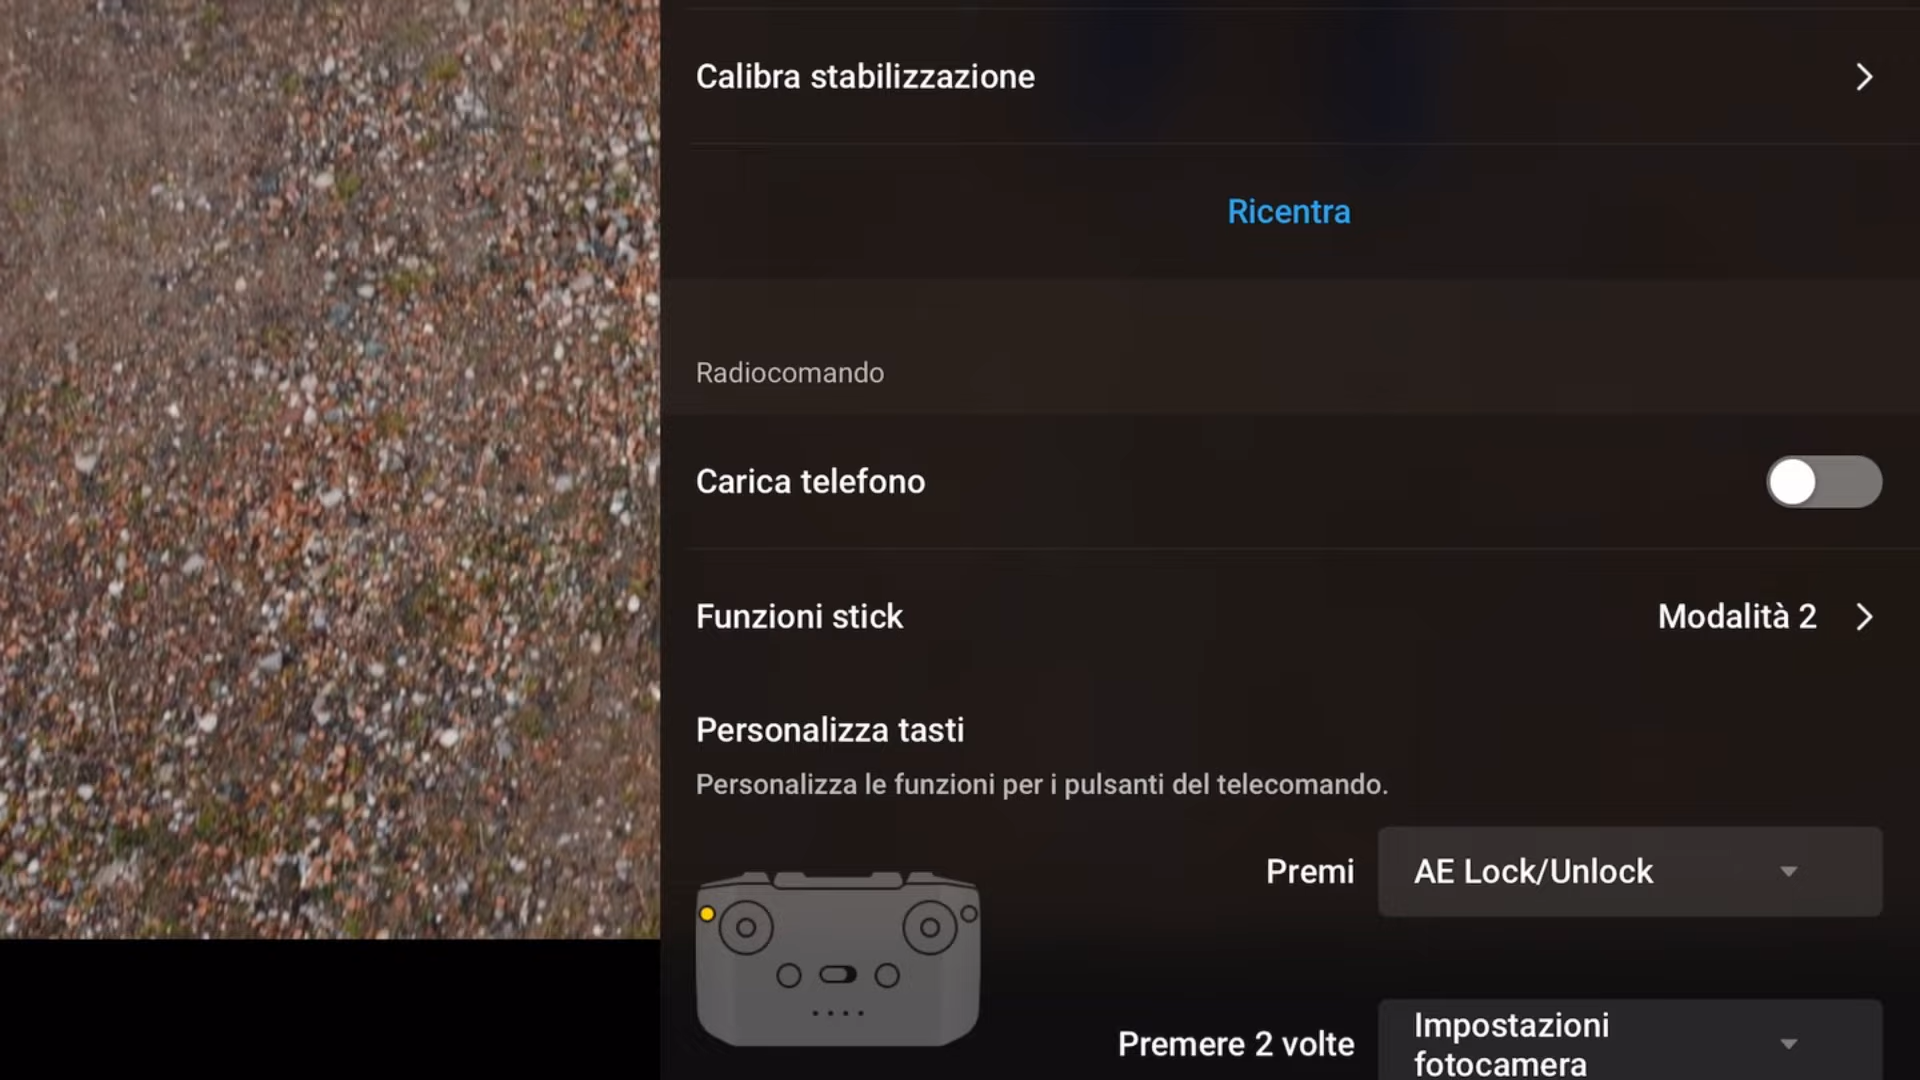 Calibra stabilizzazione
Ricentra
Radiocomando
Carica telefono
Funzioni stick Modalità 2
Personalizza tasti
Personalizza le funzioni per i pulsanti del telecomando.
Premi AE Lock/Unlock
Premere 2 volte Impostazioni
fotocamera